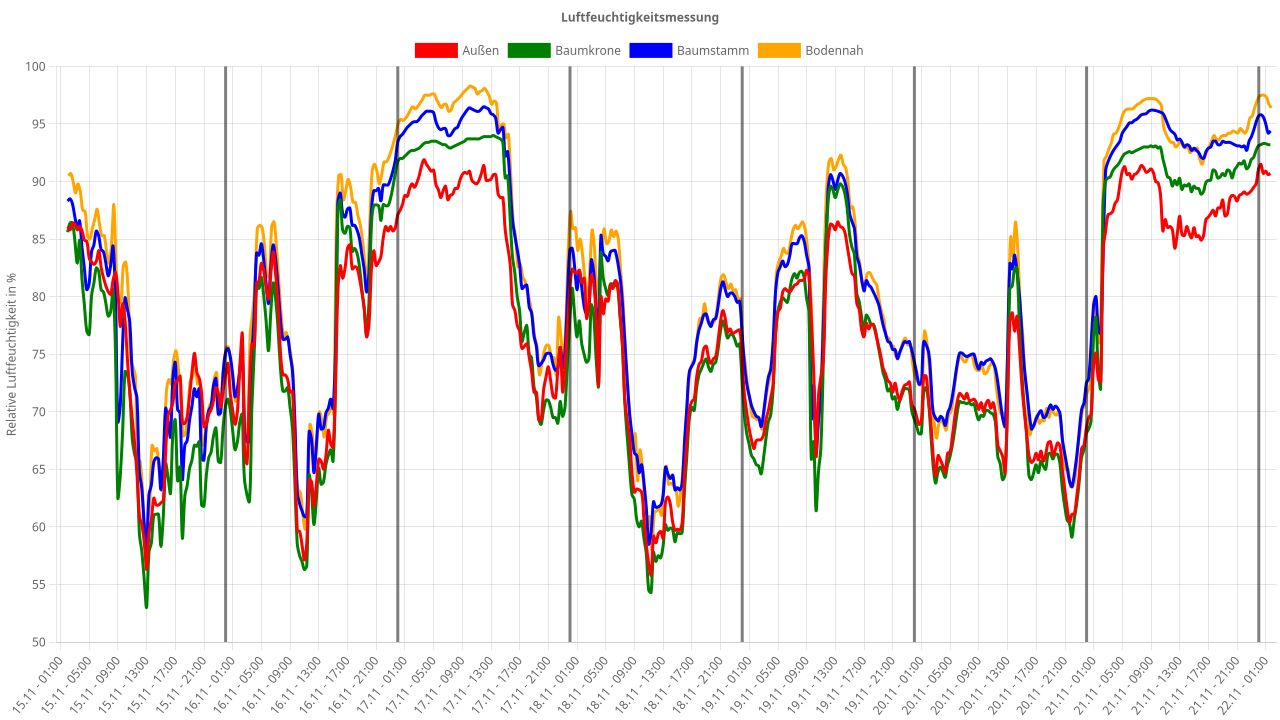 Luftfeuchtigkeitsmessung
Außen Baumkrone Baumstamm Bodennah
Relative Luftfeuchtigkeit in %
100
95
90
85
80
75
70
65
60
55
50
15.11 - 01:00
15.11 - 05:00
15.11 - 09:00
15.11 - 13:00
15.11 - 17:00
15.11 - 21:00
16.11 - 01:00
16.11 - 05:00
16.11 - 09:00
16.11 - 13:00
16.11 - 17:00
16.11 - 21:00
17.11 - 01:00
17.11 - 05:00
17.11 - 09:00
17.11 - 13:00
17.11 - 17:00
17.11 - 21:00
18.11 - 01:00
18.11 - 05:00
18.11 - 09:00
18.11 - 13:00
18.11 - 17:00
18.11 - 21:00
19.11 - 01:00
19.11 - 05:00
19.11 - 09:00
19.11 - 13:00
19.11 - 17:00
19.11 - 21:00
20.11 - 01:00
20.11 - 05:00
20.11 - 09:00
20.11 - 13:00
20.11 - 17:00
20.11 - 21:00
21.11 - 01:00
21.11 - 05:00
21.11 - 09:00
21.11 - 13:00
21.11 - 17:00
21.11 - 21:00
22.11 - 01:00